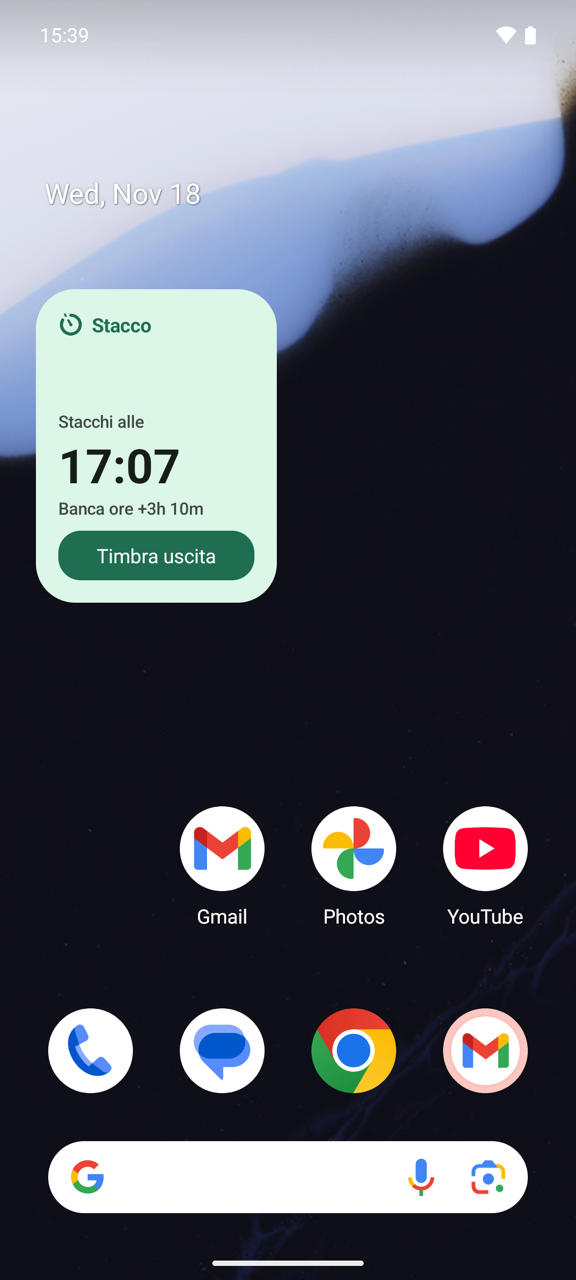 15:39
Wed, Nov 18
Stacco
Stacchi alle
17:07
Banca ore +3h 10m
Timbra uscita
Gmail
Photos
YouTube